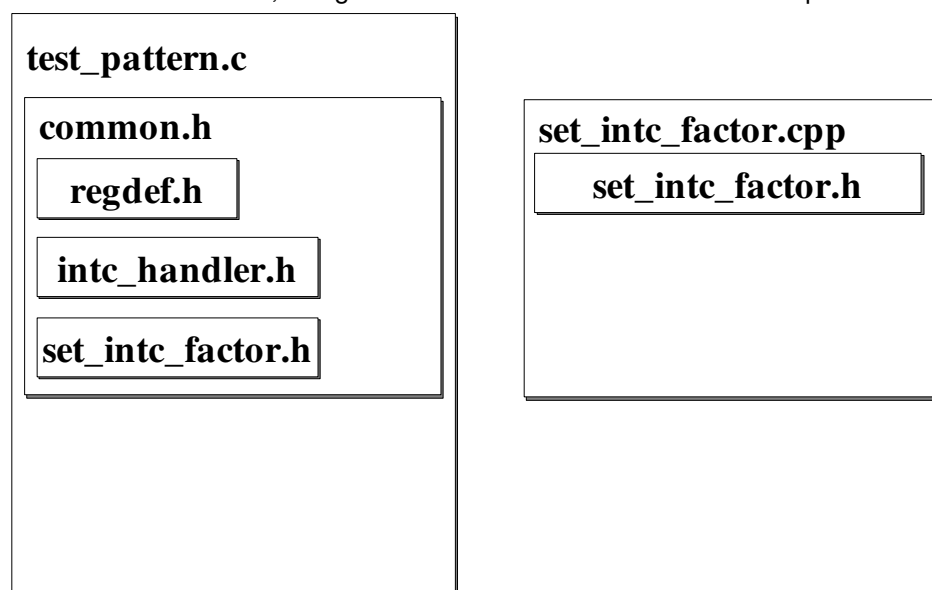 test_pattern.c
common.h
regdef.h
intc_handler.h
set_intc_factor.h
set_intc_factor.cpp
set_intc_factor.h